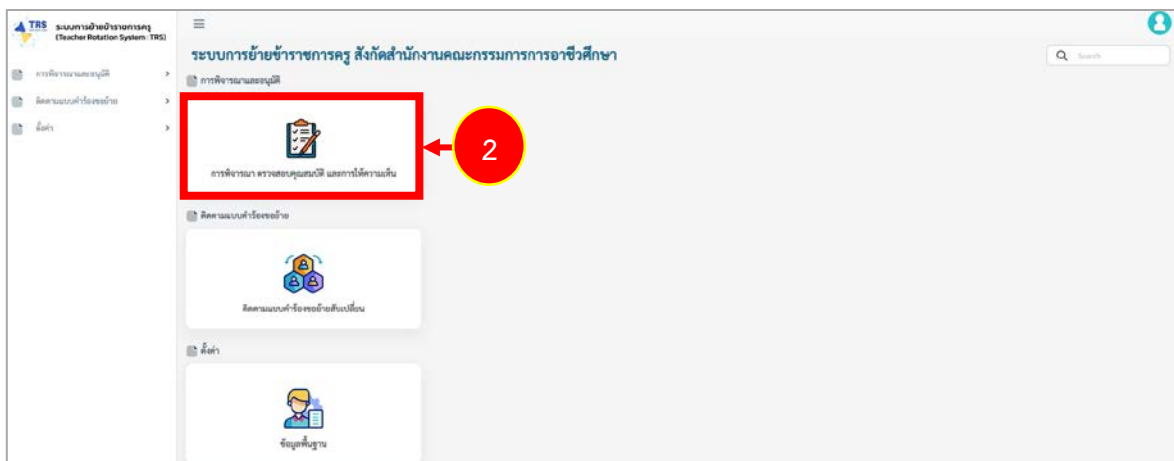 TRS ระบบการย้ายข้าราชการครู
(Teacher Rotation System : TRS)
การพิจารณาและอนุมัติ
ติดตามแบบคำร้องขอย้าย
ตั้งค่า
ระบบการย้ายข้าราชการครู สังกัดสำนักงานคณะกรรมการการอาชีวศึกษา
Search
การพิจารณาและอนุมัติ
การพิจารณา ตรวจสอบคุณสมบัติ และการให้ความเห็น
2
ติดตามแบบคำร้องขอย้าย
ติดตามแบบคำร้องขอย้ายสับเปลี่ยน
ตั้งค่า
ข้อมูลพื้นฐาน